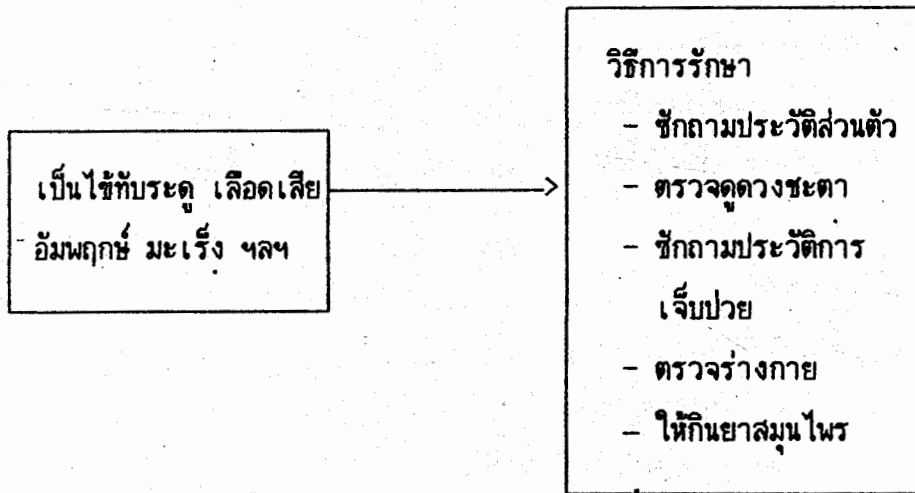 เป็นไข้ทับระดู เลือดเสีย
อัมพฤกษ์ มะเร็ง ฯลฯ
วิธีการรักษา
- ซักถามประวัติส่วนตัว
- ตรวจดูดวงชะตา
- ซักถามประวัติการ
เจ็บป่วย
- ตรวจร่างกาย
- ให้กินยาสมุนไพร